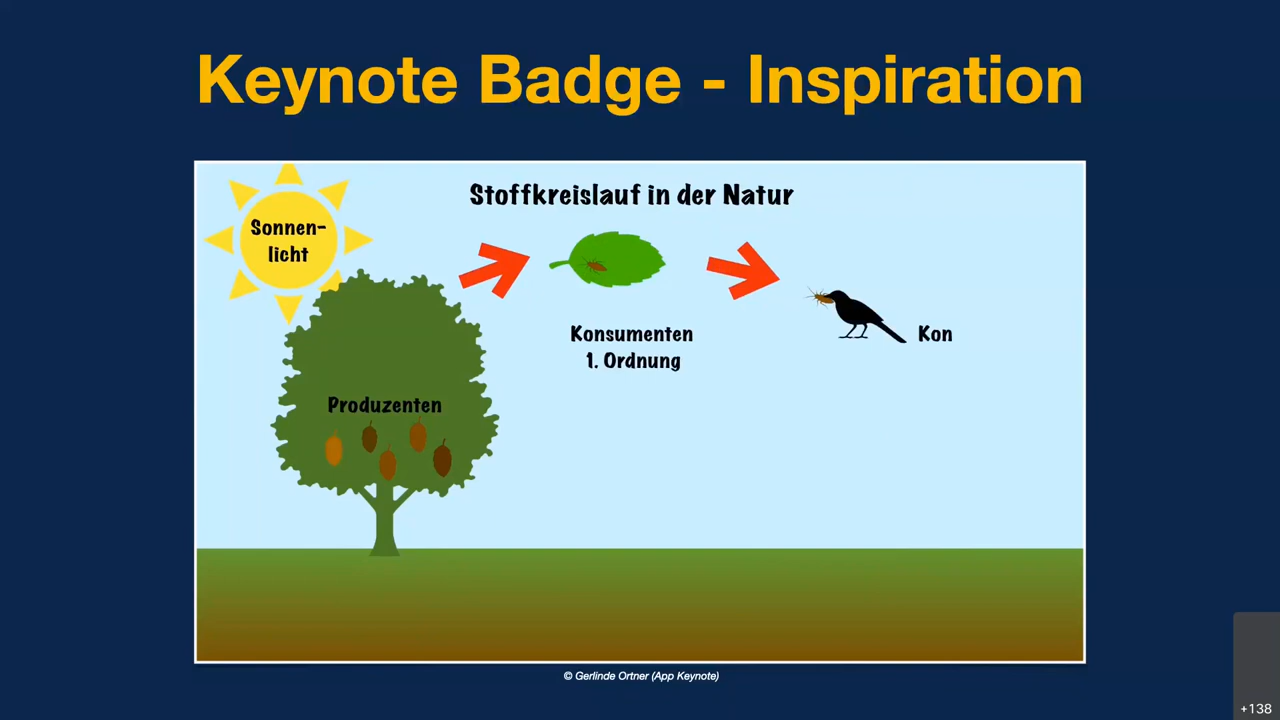 Keynote Badge - Inspiration
Stoffkreislauf in der Natur
Sonnen-
licht
Konsumenten
1. Ordnung
Kon
Produzenten
© Gerlinde Ortner (App Keynote)
+138